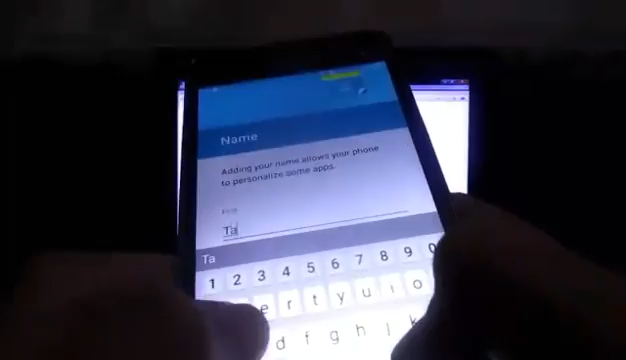 Name
Adding your name allows your phone
to personalize some apps.
First
Ta
Ta
1 2 3 4 5 6 7 8 9 0
e r t y u i o
d f g h j k